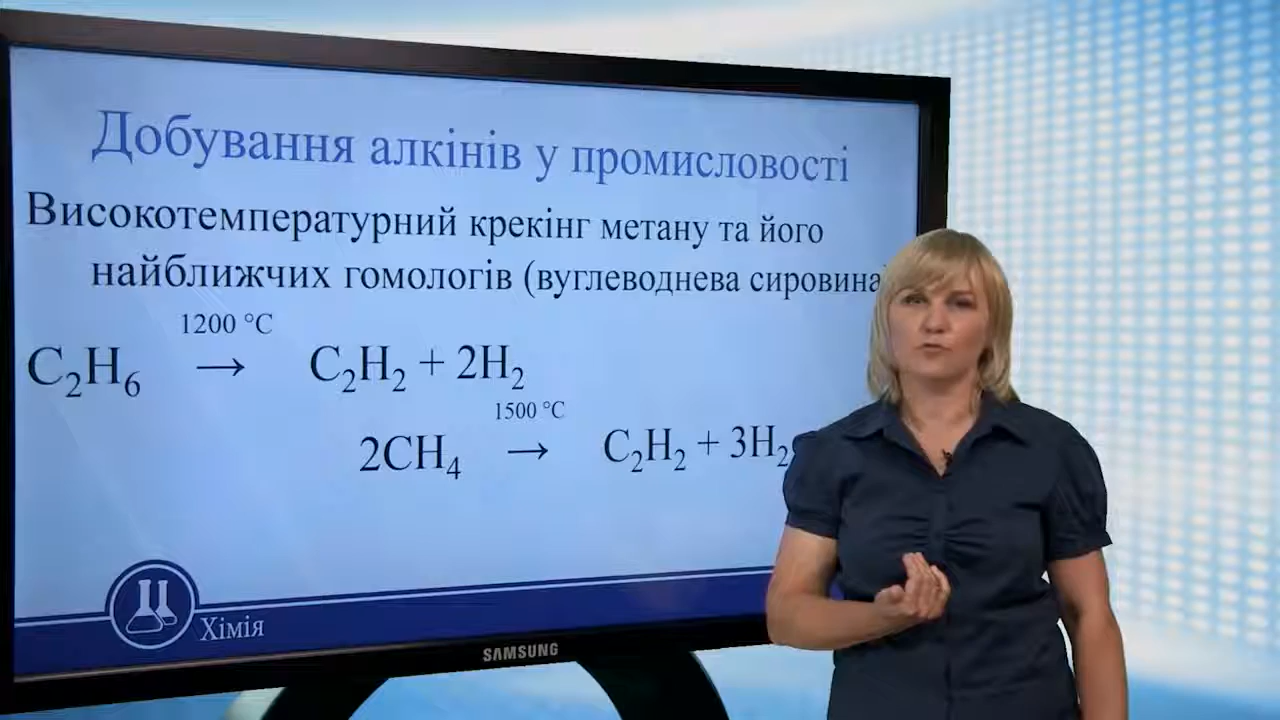 Добування алкінів у промисловості
Високотемпературний крекінг метану та його
найближчих гомологів (вуглеводнева сировина
1200 °C
C₂H₆ → C₂H₂ + 2H₂
1500 °C
2CH₄ → C₂H₂ + 3H₂
Хімія
SAMSUNG